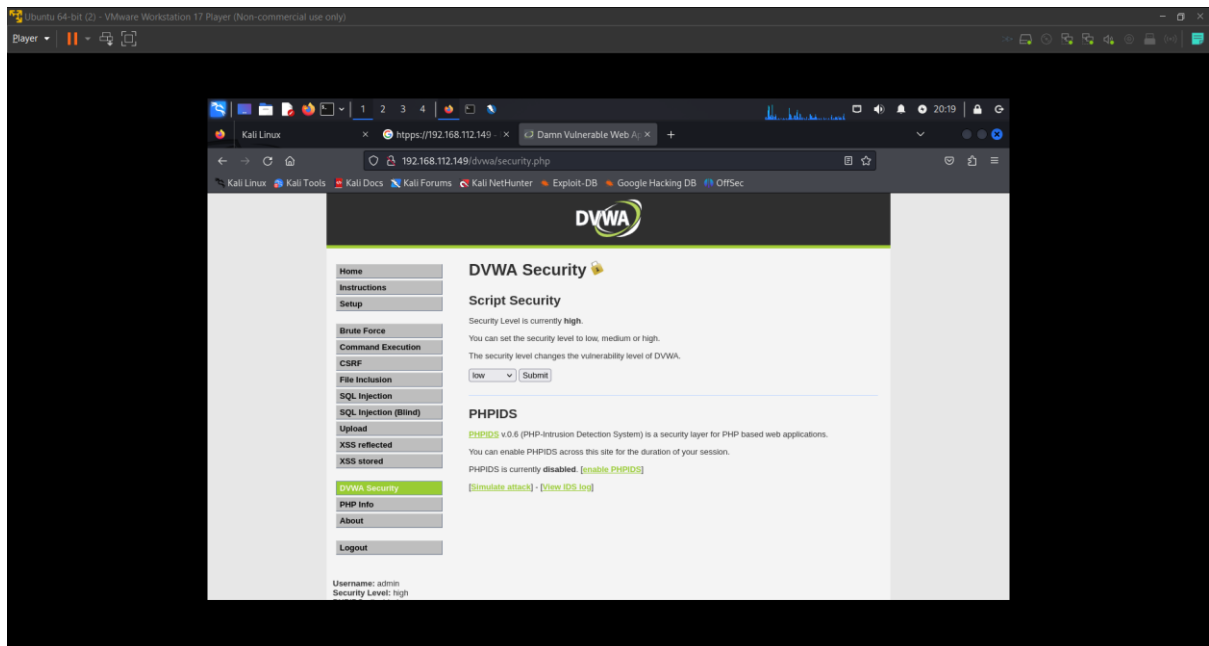 Ubuntu 64-bit (2) - VMware Workstation 17 Player (Non-commercial use only)
Player
1 2 3 4
20:19
Kali Linux
htpps://192.168.112.149 -
Damn Vulnerable Web Ap
192.168.112.149/dvwa/security.php
Kali Linux Kali Tools Kali Docs Kali Forums Kali NetHunter Exploit-DB Google Hacking DB OffSec
DVWA
Home
Instructions
Setup
Brute Force
Command Execution
CSRF
File Inclusion
SQL Injection
SQL Injection (Blind)
Upload
XSS reflected
XSS stored
DVWA Security
PHP Info
About
Logout
Username: admin
Security Level: high
DVWA Security
Script Security
Security Level is currently high.
You can set the security level to low, medium or high.
The security level changes the vulnerability level of DVWA.
low Submit
PHPIDS
PHPIDS v.0.6 (PHP-Intrusion Detection System) is a security layer for PHP based web applications.
You can enable PHPIDS across this site for the duration of your session.
PHPIDS is currently disabled. [enable PHPIDS]
[Simulate attack] - [View IDS log]